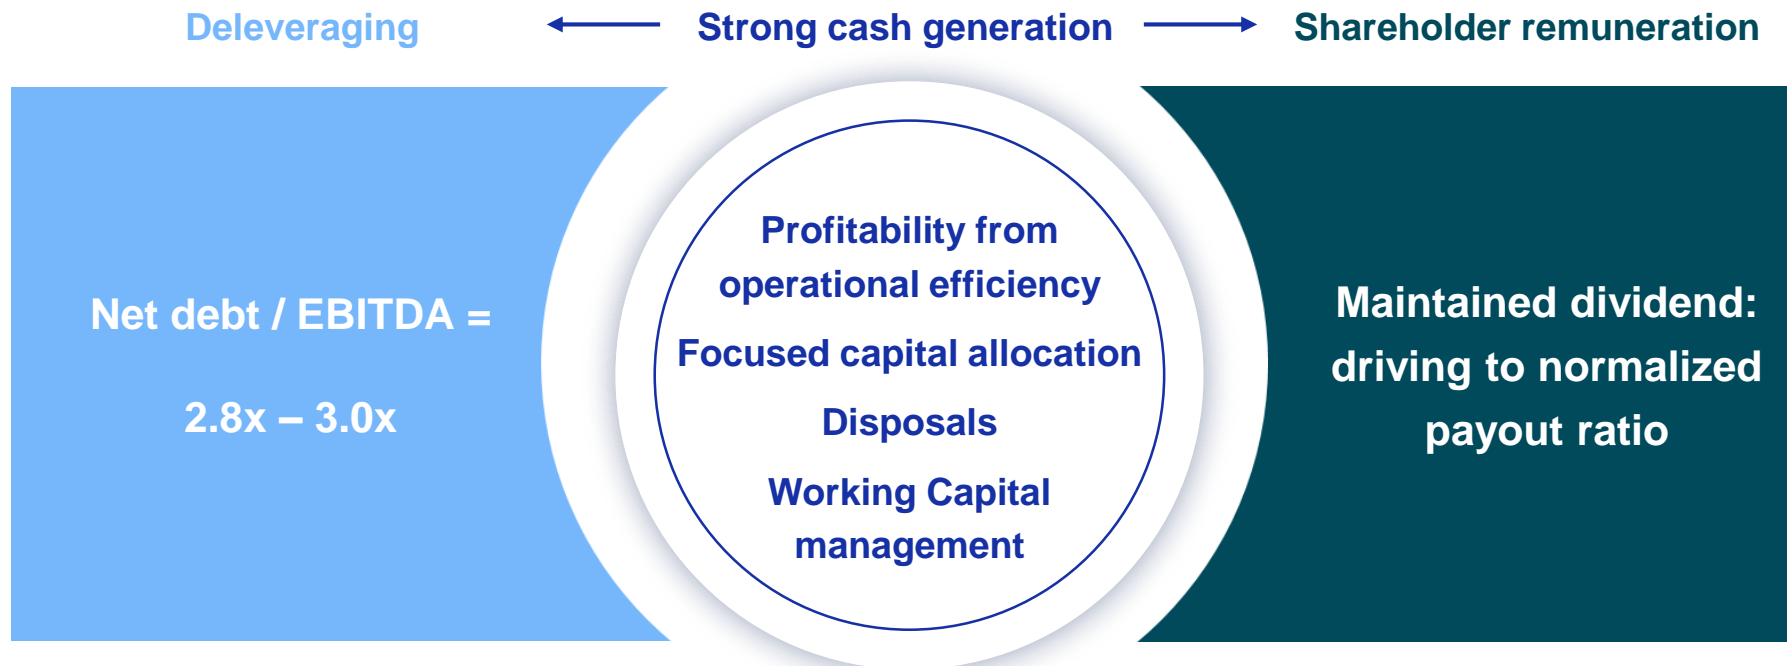 Deleveraging
Strong cash generation
Shareholder remuneration
Net debt / EBITDA =
2.8x – 3.0x
Profitability from
operational efficiency
Focused capital allocation
Disposals
Working Capital
management
Maintained dividend:
driving to normalized
payout ratio